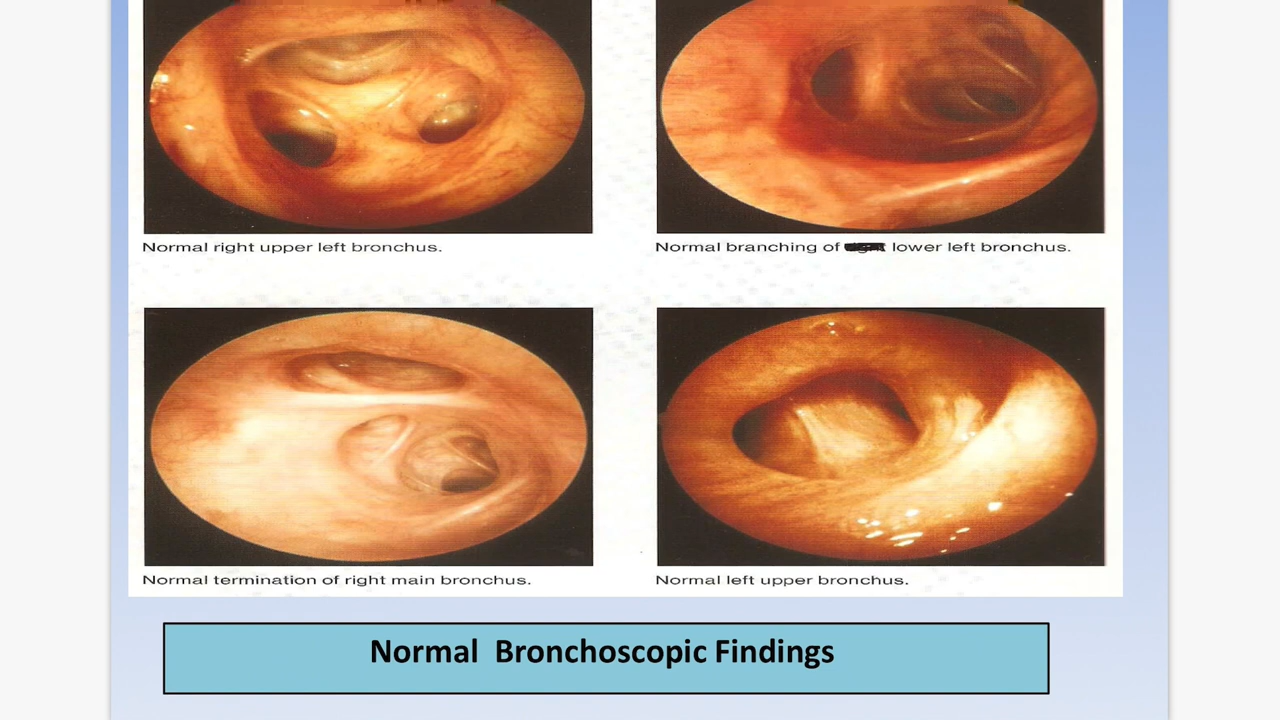 Normal right upper left bronchus.
Normal branching of lower left bronchus.
Normal termination of right main bronchus.
Normal left upper bronchus.
Normal Bronchoscopic Findings